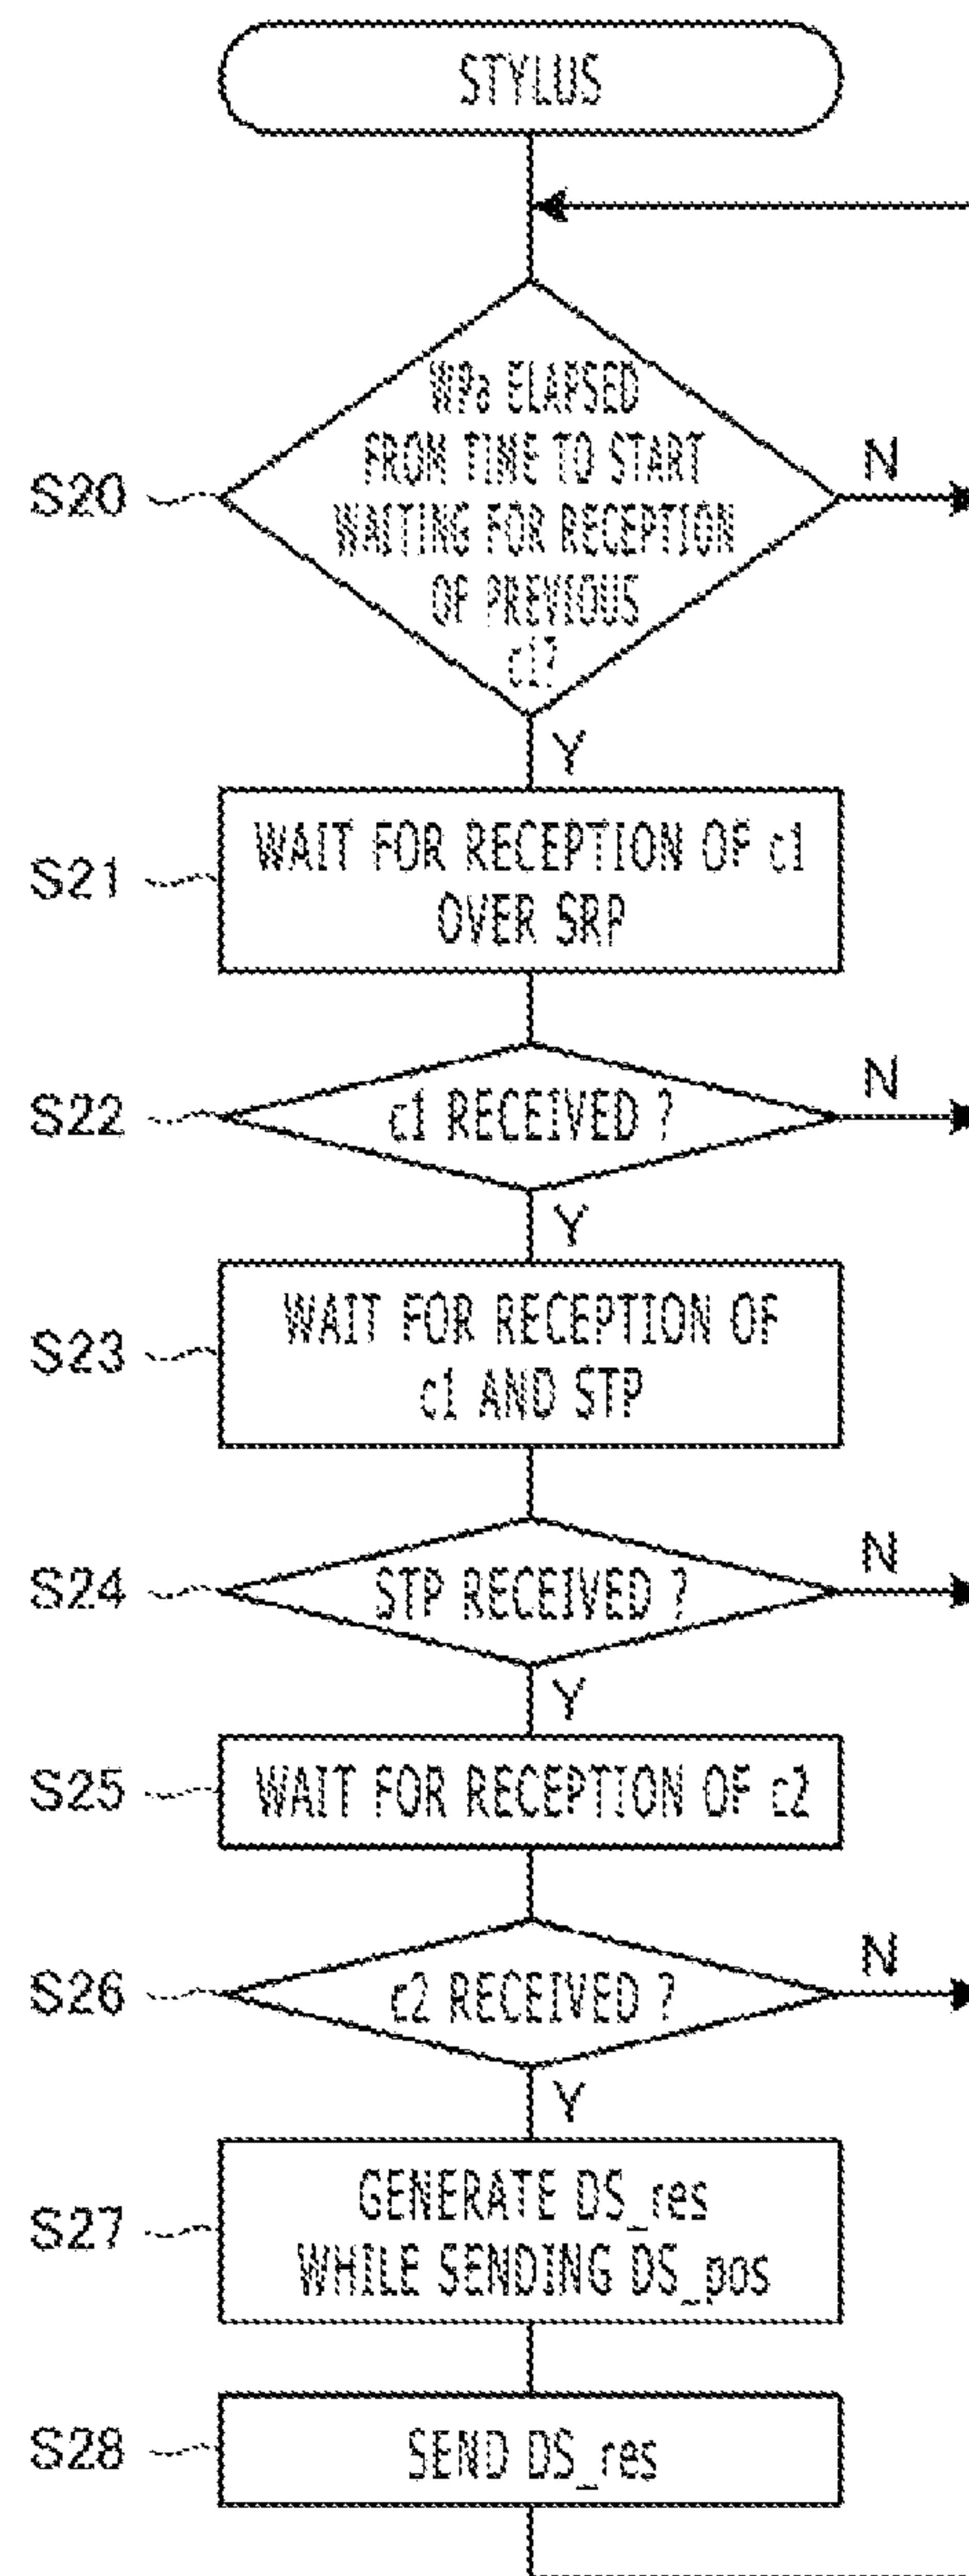 STYLUS
WPa ELAPSED
FROM TIME TO START
WAITING FOR RECEPTION
OF PREVIOUS
c1?
S20
N
Y
WAIT FOR RECEPTION OF c1
OVER SRP
S21
c1 RECEIVED ?
S22
N
Y
WAIT FOR RECEPTION OF
c1 AND STP
S23
STP RECEIVED ?
S24
N
Y
S25
WAIT FOR RECEPTION OF c2
S26
c2 RECEIVED ?
N
Y
GENERATE DS_res
WHILE SENDING DS_pos
S27
S28
SEND DS_res